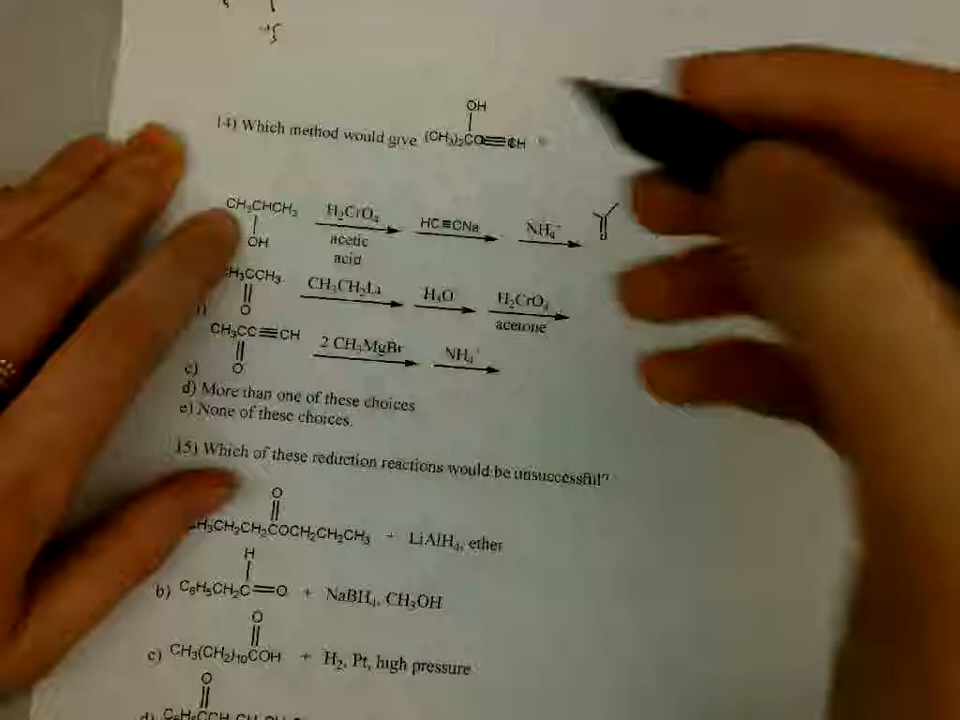 OH
14) Which method would give (CH3)2CC≡CH
CH3CHCH3 H2CrO4 HC≡CNa NH4+
OH acetic
acid
H3CCH3 CH3CH2Li H3O H2CrO4
O acetone
CH3CC≡CH 2 CH3MgBr NH4+
c) O
d) More than one of these choices
e) None of these choices.
15) Which of these reduction reactions would be unsuccessful?
O
H3CH2CH2COCH2CH2CH3 + LiAlH4, ether
H
b) C6H5CH2C=O + NaBH4, CH3OH
O
c) CH3(CH2)10COH + H2, Pt, high pressure
O
d)